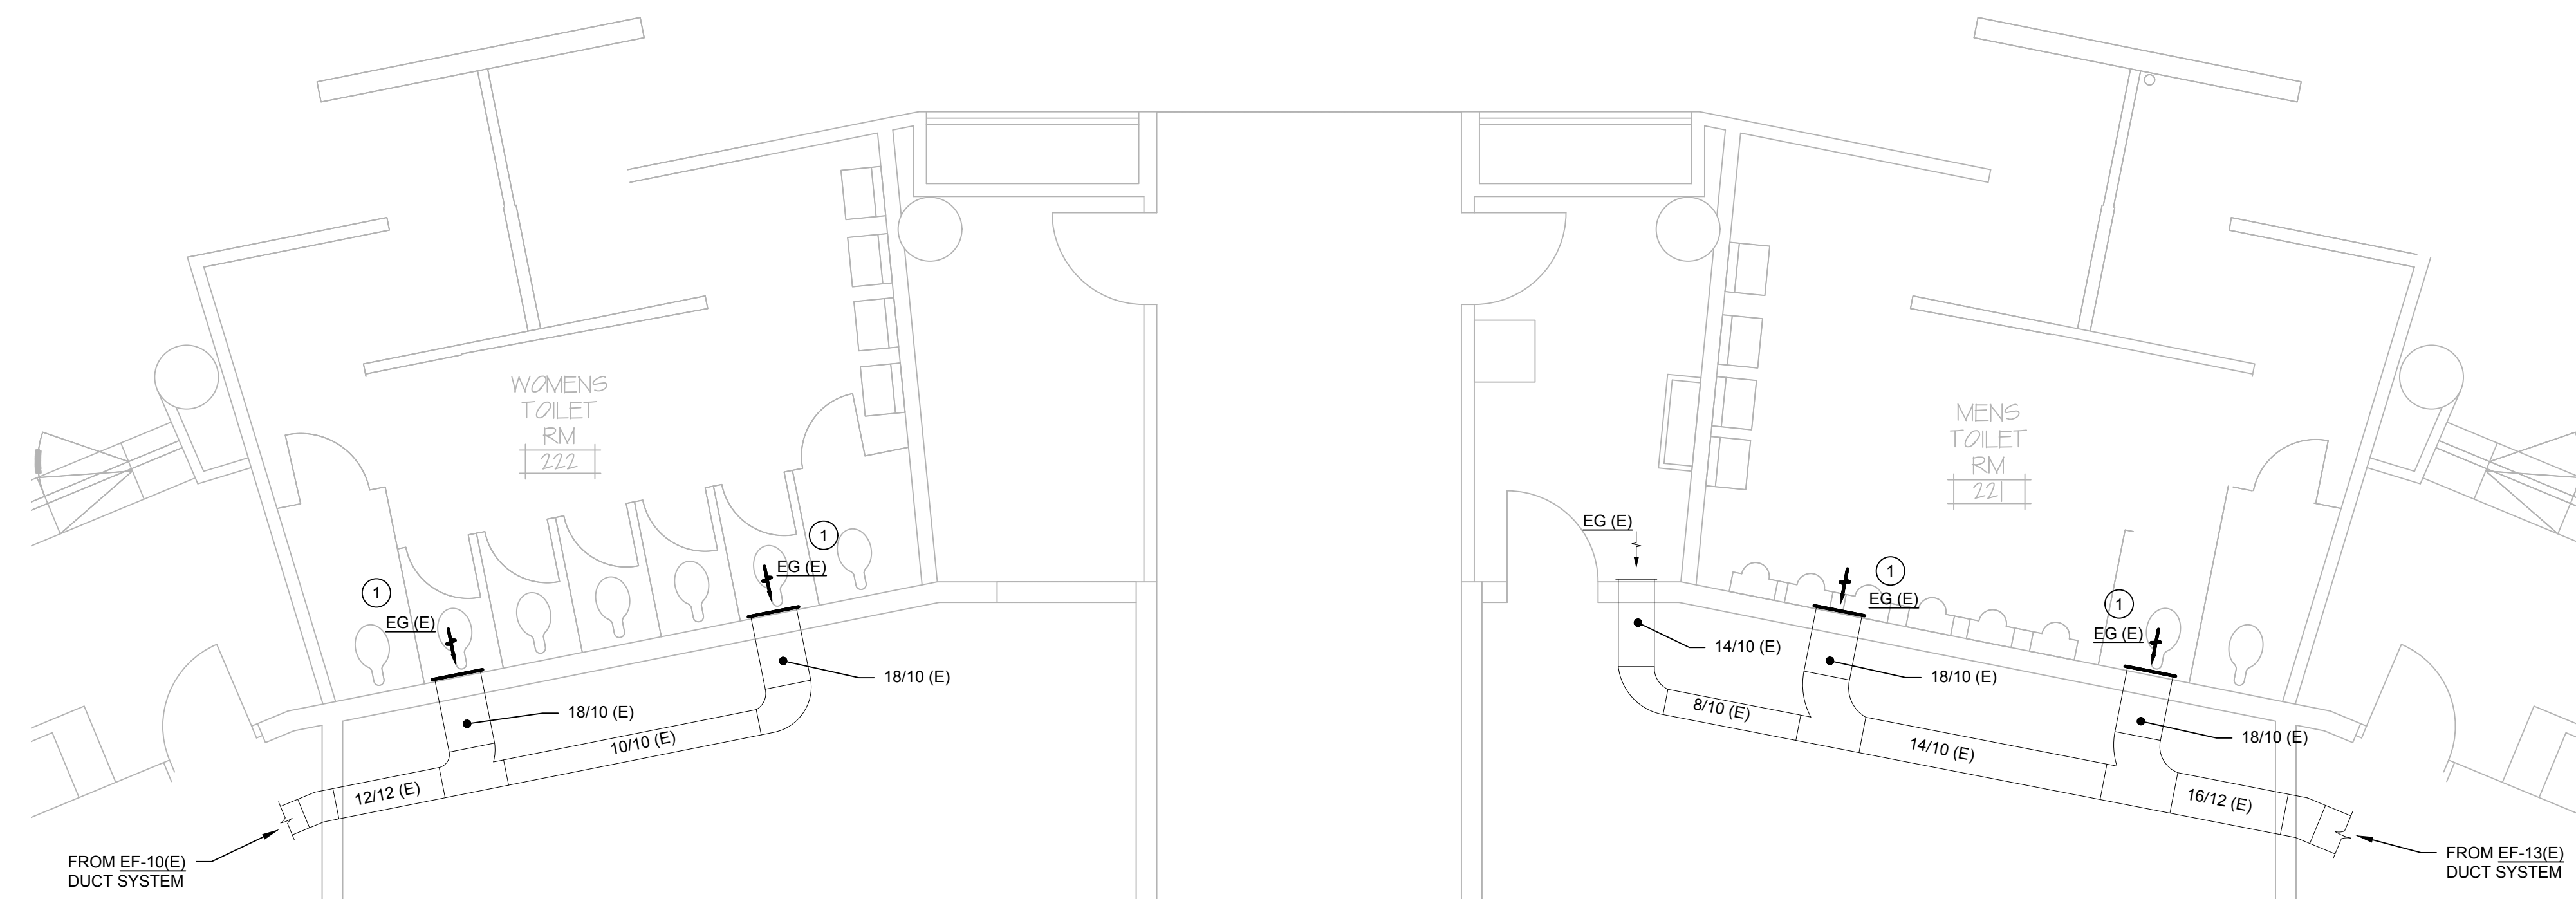 WOMENS
TOILET
RM
222
MENS
TOILET
RM
221
1
EG (E)
1
EG (E)
EG (E)
1
EG (E)
1
EG (E)
18/10 (E)
18/10 (E)
10/10 (E)
12/12 (E)
14/10 (E)
18/10 (E)
8/10 (E)
14/10 (E)
18/10 (E)
16/12 (E)
FROM EF-10(E)
DUCT SYSTEM
FROM EF-13(E)
DUCT SYSTEM